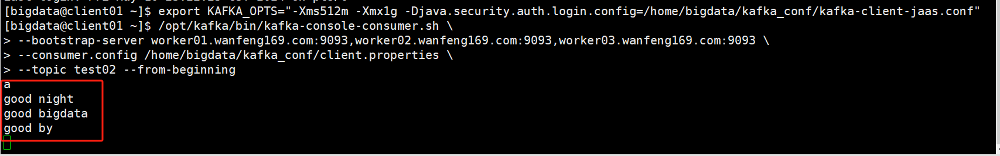 [bigdata@client01 ~]$ export KAFKA_OPTS="-Xms512m -Xmx1g -Djava.security.auth.login.config=/home/bigdata/kafka_conf/kafka-client-jaas.conf"
[bigdata@client01 ~]$ /opt/kafka/bin/kafka-console-consumer.sh \
> --bootstrap-server worker01.wanfeng169.com:9093,worker02.wanfeng169.com:9093,worker03.wanfeng169.com:9093 \
> --consumer.config /home/bigdata/kafka_conf/client.properties \
> --topic test02 --from-beginning
a
good night
good bigdata
good by